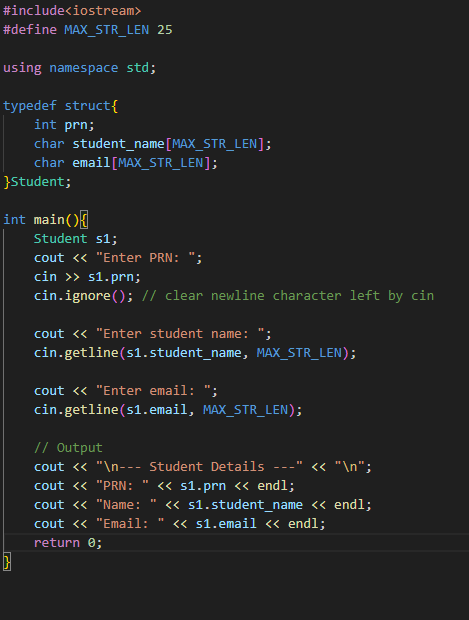 #include<iostream>
#define MAX_STR_LEN 25

using namespace std;

typedef struct{
    int prn;
    char student_name[MAX_STR_LEN];
    char email[MAX_STR_LEN];
}Student;

int main(){
    Student s1;
    cout << "Enter PRN: ";
    cin >> s1.prn;
    cin.ignore(); // clear newline character left by cin

    cout << "Enter student name: ";
    cin.getline(s1.student_name, MAX_STR_LEN);

    cout << "Enter email: ";
    cin.getline(s1.email, MAX_STR_LEN);

    // Output
    cout << "\n--- Student Details ---" << "\n";
    cout << "PRN: " << s1.prn << endl;
    cout << "Name: " << s1.student_name << endl;
    cout << "Email: " << s1.email << endl;
    return 0;
}